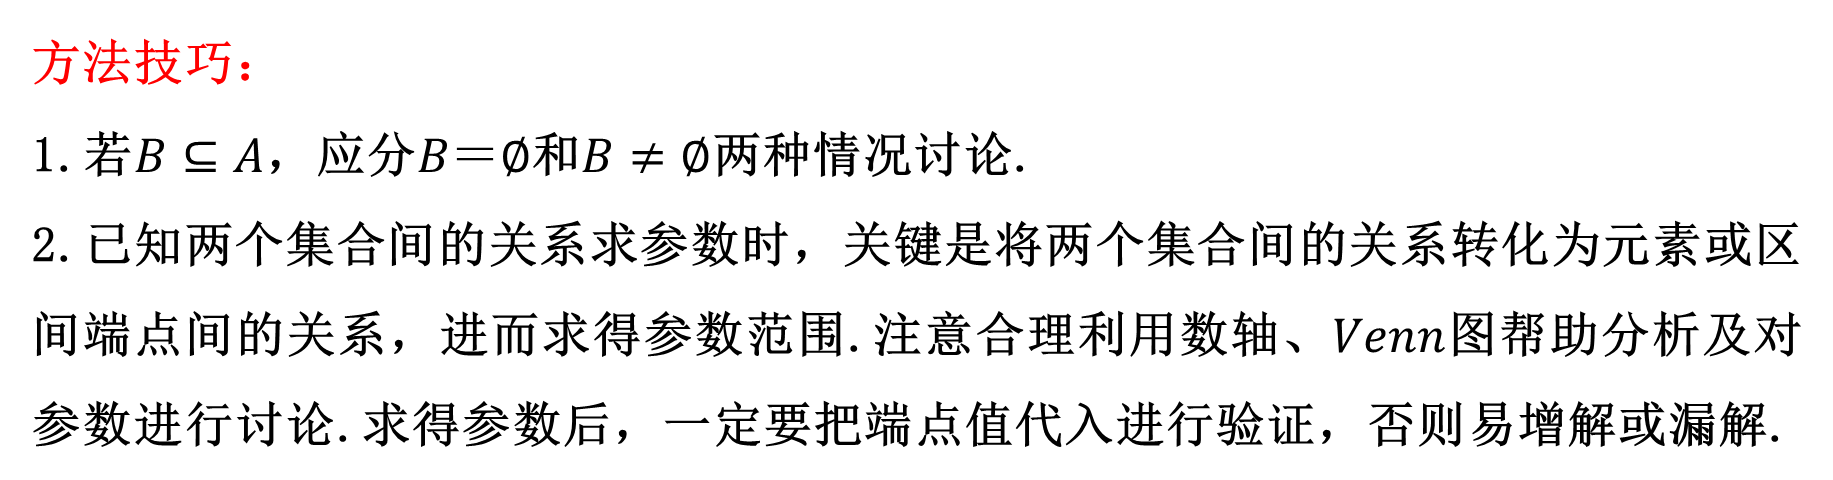 方法技巧：
1. 若B ⊆ A，应分B＝∅和B ≠ ∅两种情况讨论.
2. 已知两个集合间的关系求参数时，关键是将两个集合间的关系转化为元素或区
间端点间的关系，进而求得参数范围. 注意合理利用数轴、Venn图帮助分析及对
参数进行讨论. 求得参数后，一定要把端点值代入进行验证，否则易增解或漏解.